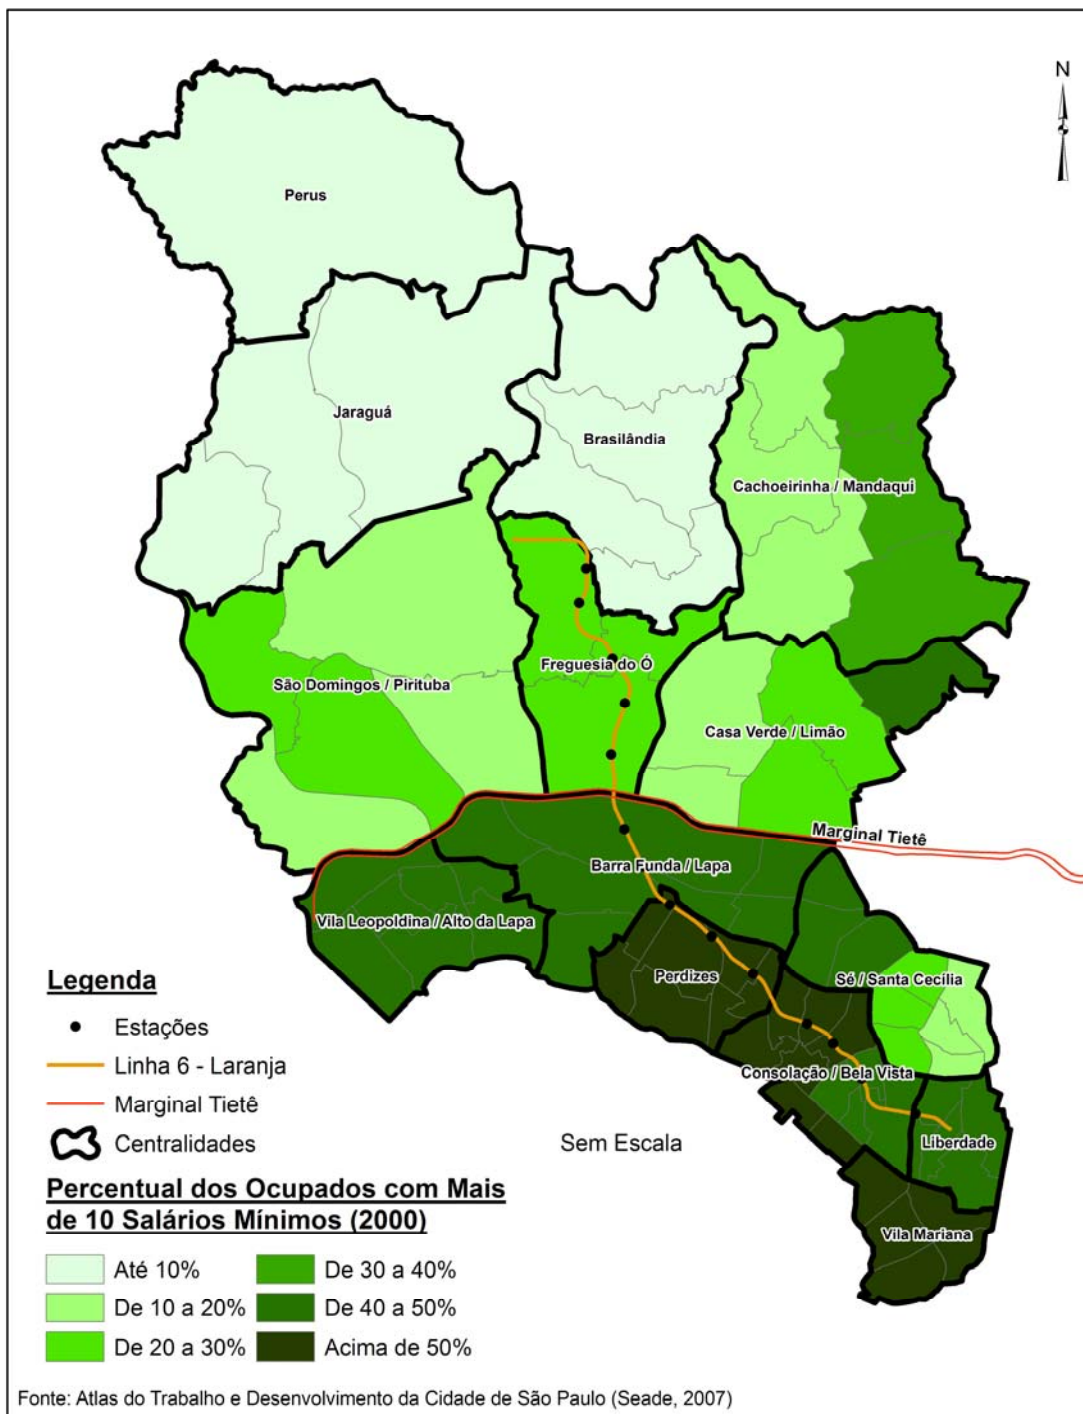 N
Perus
Jaraguá
Brasilândia
Cachoeirinha / Mandaqui
Freguesia do Ó
São Domingos / Pirituba
Casa Verde / Limão
Marginal Tietê
Barra Funda / Lapa
Vila Leopoldina / Alto da Lapa
Perdizes
Sé / Santa Cecília
Consolação / Bela Vista
Liberdade
Vila Mariana
Legenda
Estações
Linha 6 - Laranja
Marginal Tietê
Centralidades
Sem Escala
Percentual dos Ocupados com Mais
de 10 Salários Mínimos (2000)
Até 10%
De 10 a 20%
De 20 a 30%
De 30 a 40%
De 40 a 50%
Acima de 50%
Fonte: Atlas do Trabalho e Desenvolvimento da Cidade de São Paulo (Seade, 2007)